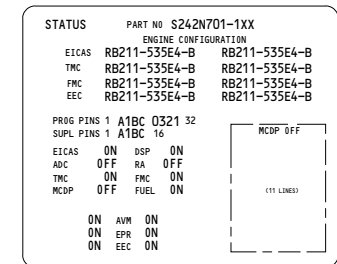 STATUS PART NO S242N701-1XX
ENGINE CONFIGURATION
EICAS RB211-535E4-B RB211-535E4-B
TMC RB211-535E4-B RB211-535E4-B
FMC RB211-535E4-B RB211-535E4-B
EEC RB211-535E4-B RB211-535E4-B
PROG PINS 1 A1BC 0321 32
SUPL PINS 1 A1BC 16
MCDP OFF
EICAS ON DSP ON
ADC OFF RA OFF
TMC ON FMC ON
MCDP OFF FUEL ON
(11 LINES)
ON AVM ON
ON EPR ON
ON EEC ON